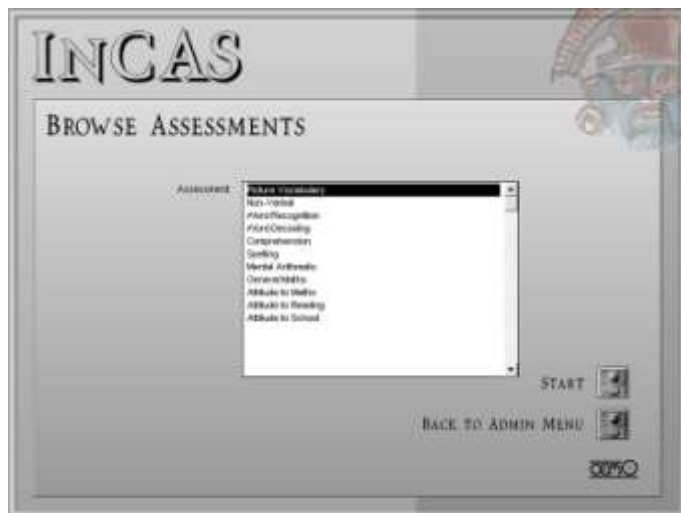 INCAS
BROWSE ASSESSMENTS
Assessment
Picture Vocabulary
Non-Verbal
Word Recognition
Word Decoding
Comprehension
Spelling
Mental Arithmetic
General Maths
Attitude to Maths
Attitude to Reading
Attitude to School
START
BACK TO ADMIN MENU